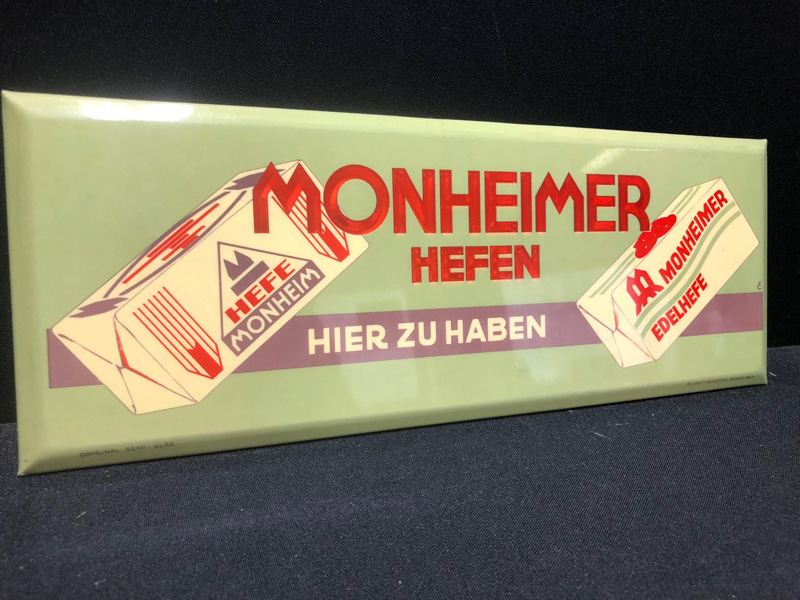 MONHEIMER
HEFEN
HIER ZU HABEN
HEFE
MONHEIM
MONHEIMER
EDELHEFE
ORIGINAL SEMI-GLAS
E